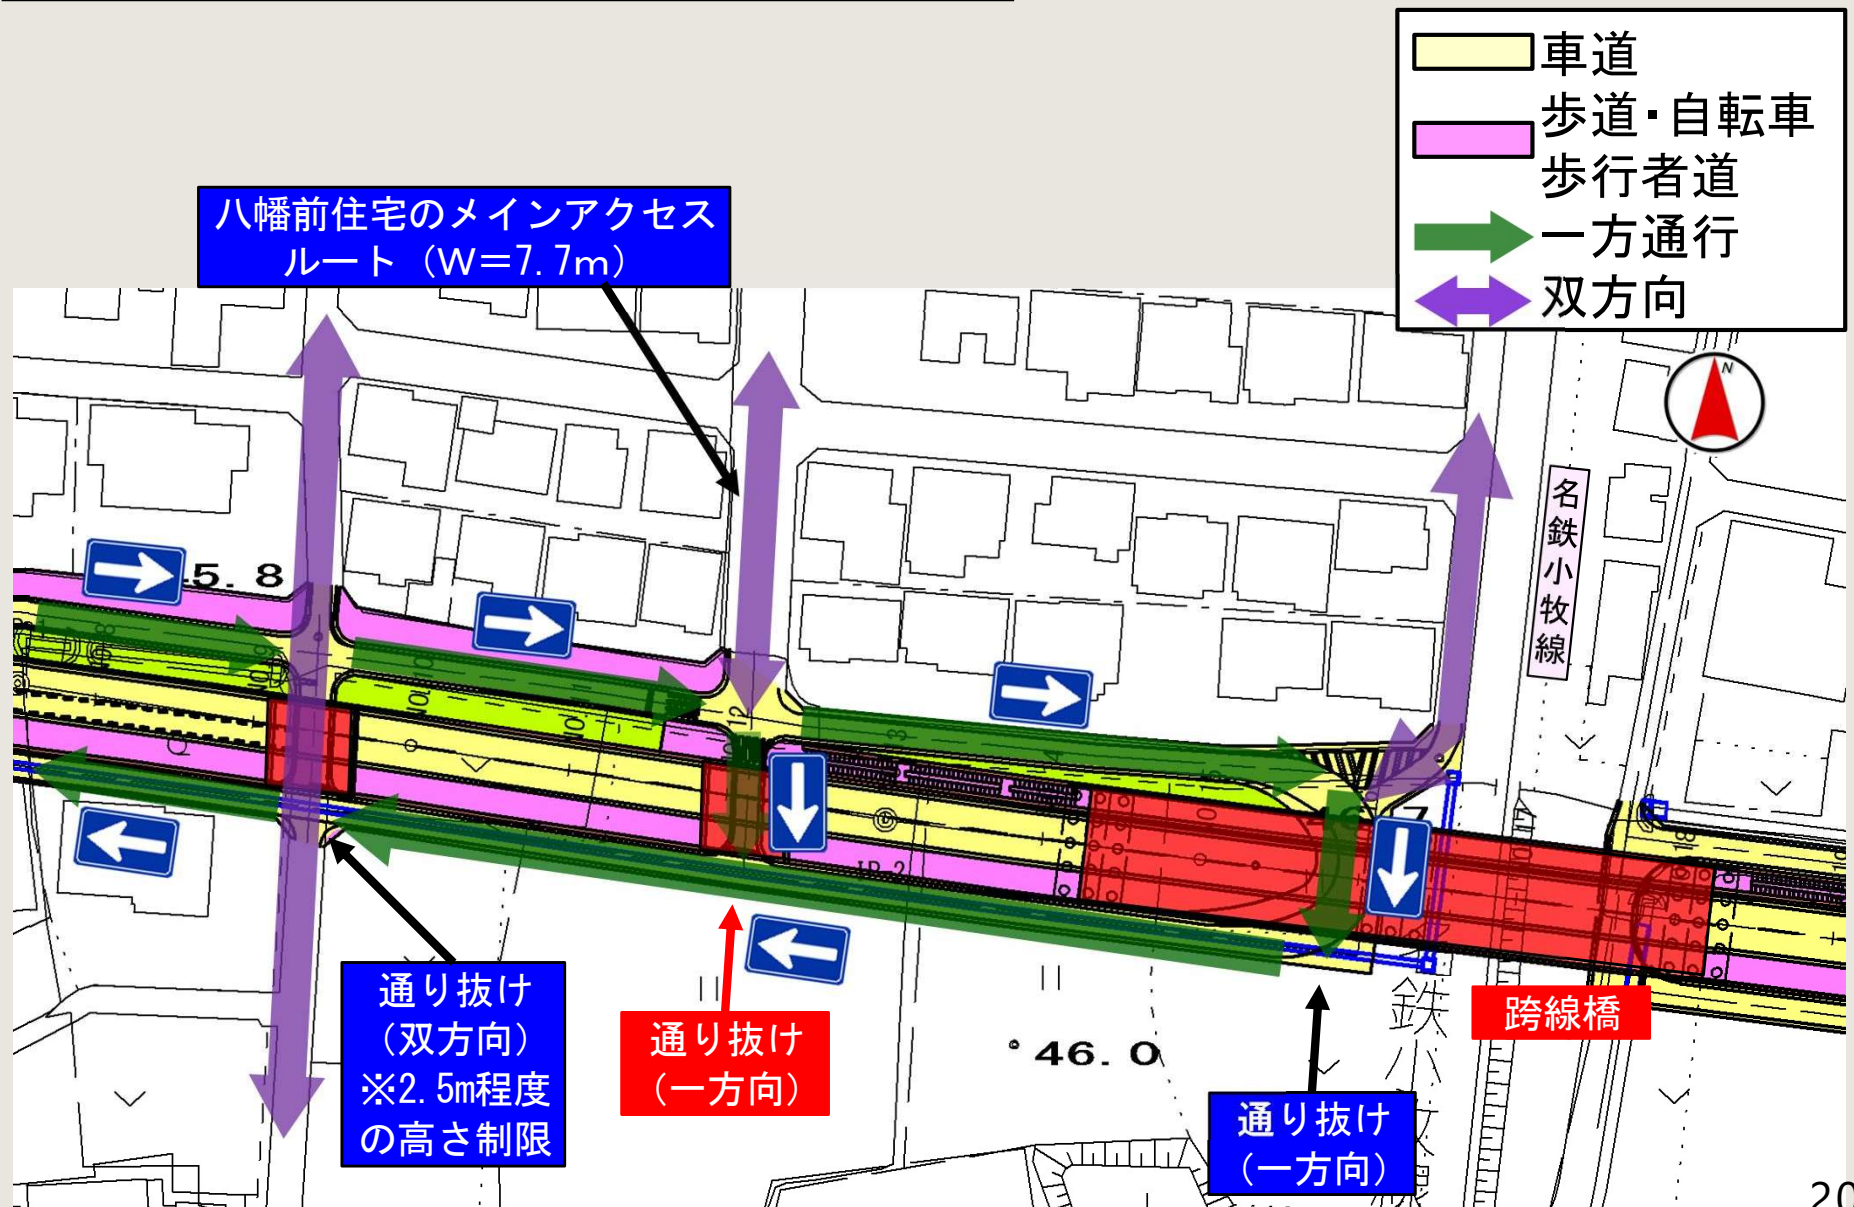 車道
歩道・自転車
歩行者道
一方通行
双方向
八幡前住宅のメインアクセス
ルート（W＝7.7m）
N
名鉄小牧線
5.8
12
通り抜け
（双方向）
※2.5m程度
の高さ制限
通り抜け
（一方向）
46.0
通り抜け
（一方向）
跨線橋
20